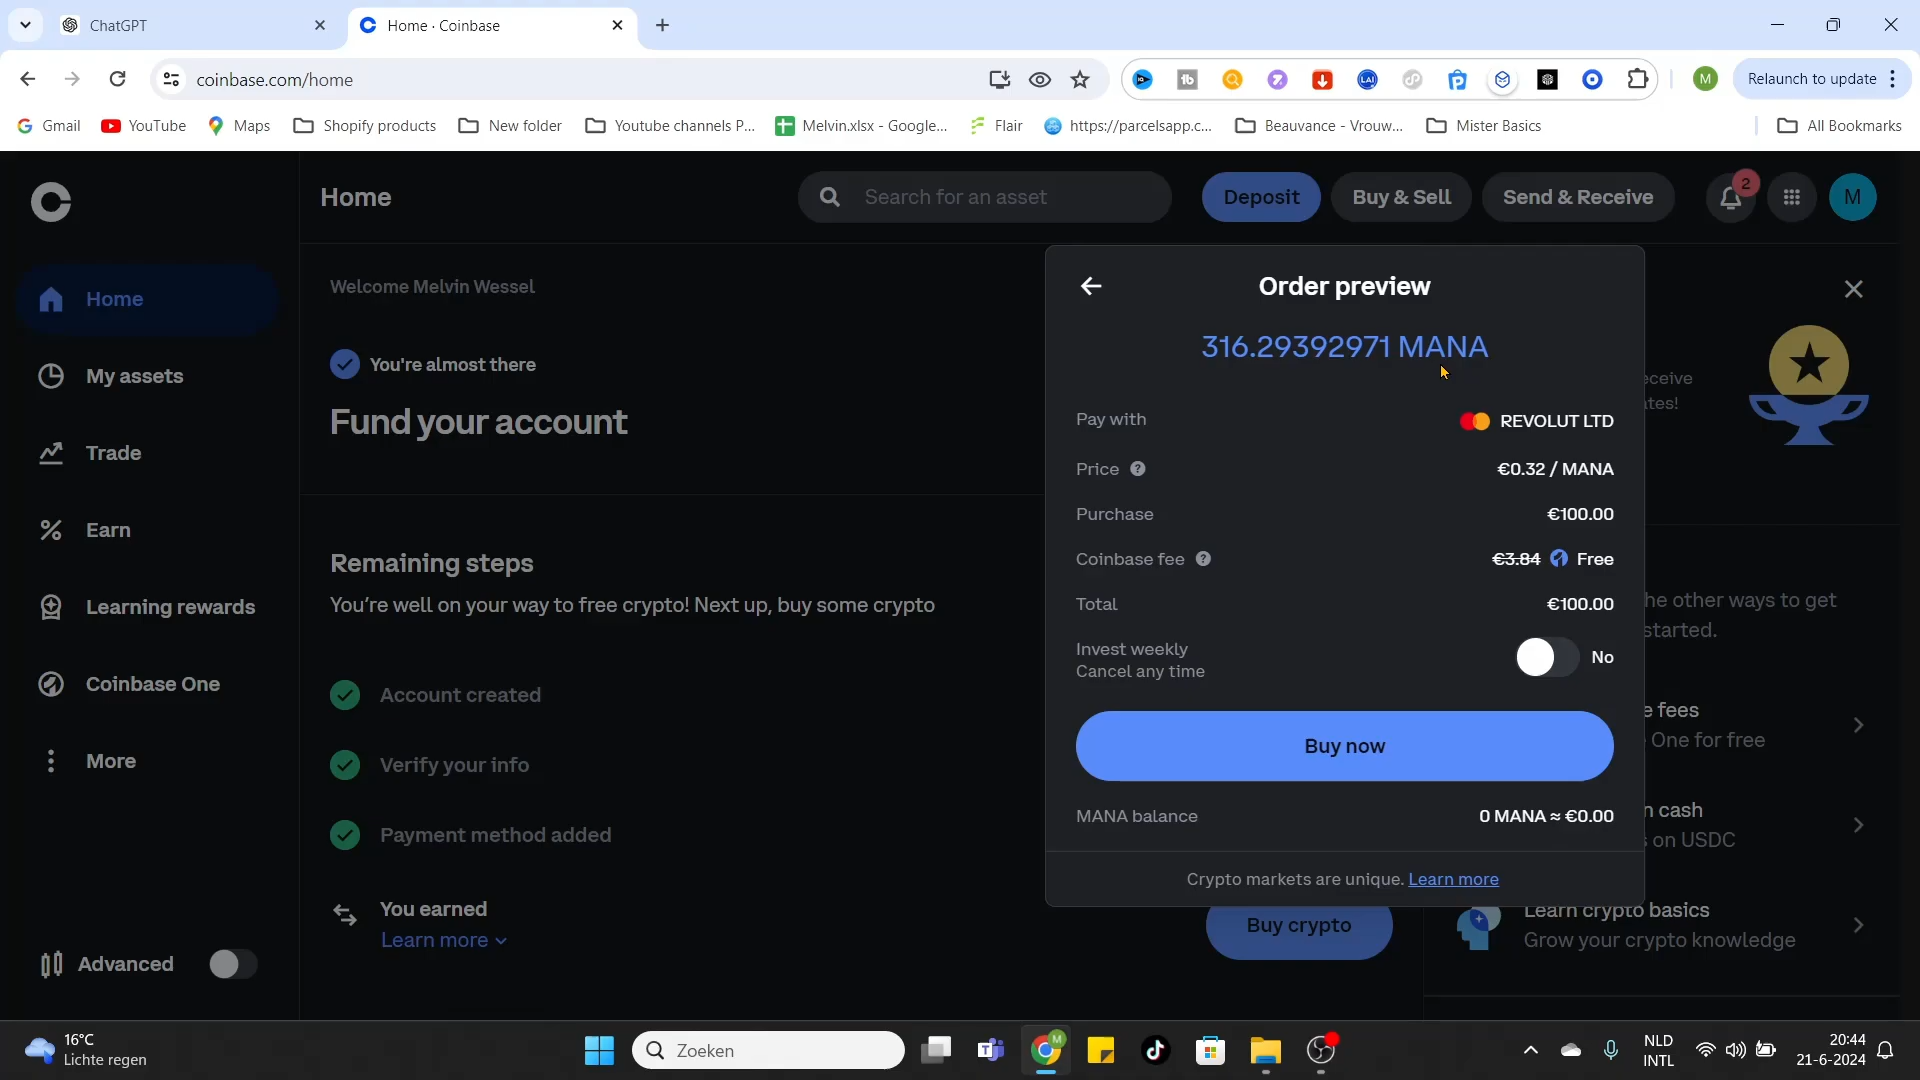 ChatGPT
Home · Coinbase
coinbase.com/home
Relaunch to update
Gmail
YouTube
Maps
Shopify products
New folder
Youtube channels P...
Melvin.xlsx - Google...
Flair
https://parcelsapp.c...
Beauvance - Vrouw...
Mister Basics
All Bookmarks
Home
Search for an asset
Deposit
Buy & Sell
Send & Receive
2
M
Home
My assets
Trade
Earn
Learning rewards
Coinbase One
More
Advanced
Welcome Melvin Wessel
You're almost there
Fund your account
Remaining steps
You're well on your way to free crypto! Next up, buy some crypto
Account created
Verify your info
Payment method added
You earned
Learn more
Buy crypto
Order preview
316.29392971 MANA
Pay with
REVOLUT LTD
Price
€0.32 / MANA
Purchase
€100.00
Coinbase fee
€3.84 Free
Total
€100.00
Invest weekly
Cancel any time
No
Buy now
MANA balance
0 MANA ≈ €0.00
Crypto markets are unique. Learn more
eceive
tes!
he other ways to get
started.
e fees
One for free
n cash
on USDC
Learn crypto basics
Grow your crypto knowledge
16°C
Lichte regen
Zoeken
NLD
INTL
20:44
21-6-2024